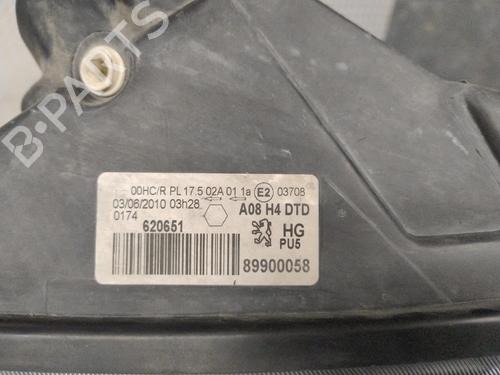 B-PARTS
00HC/R PL 17.5 02A 01 1a E2 03708
03/06/2010 03h28
0174
A08 H4 DTD
620651
HG
PU5
89900058